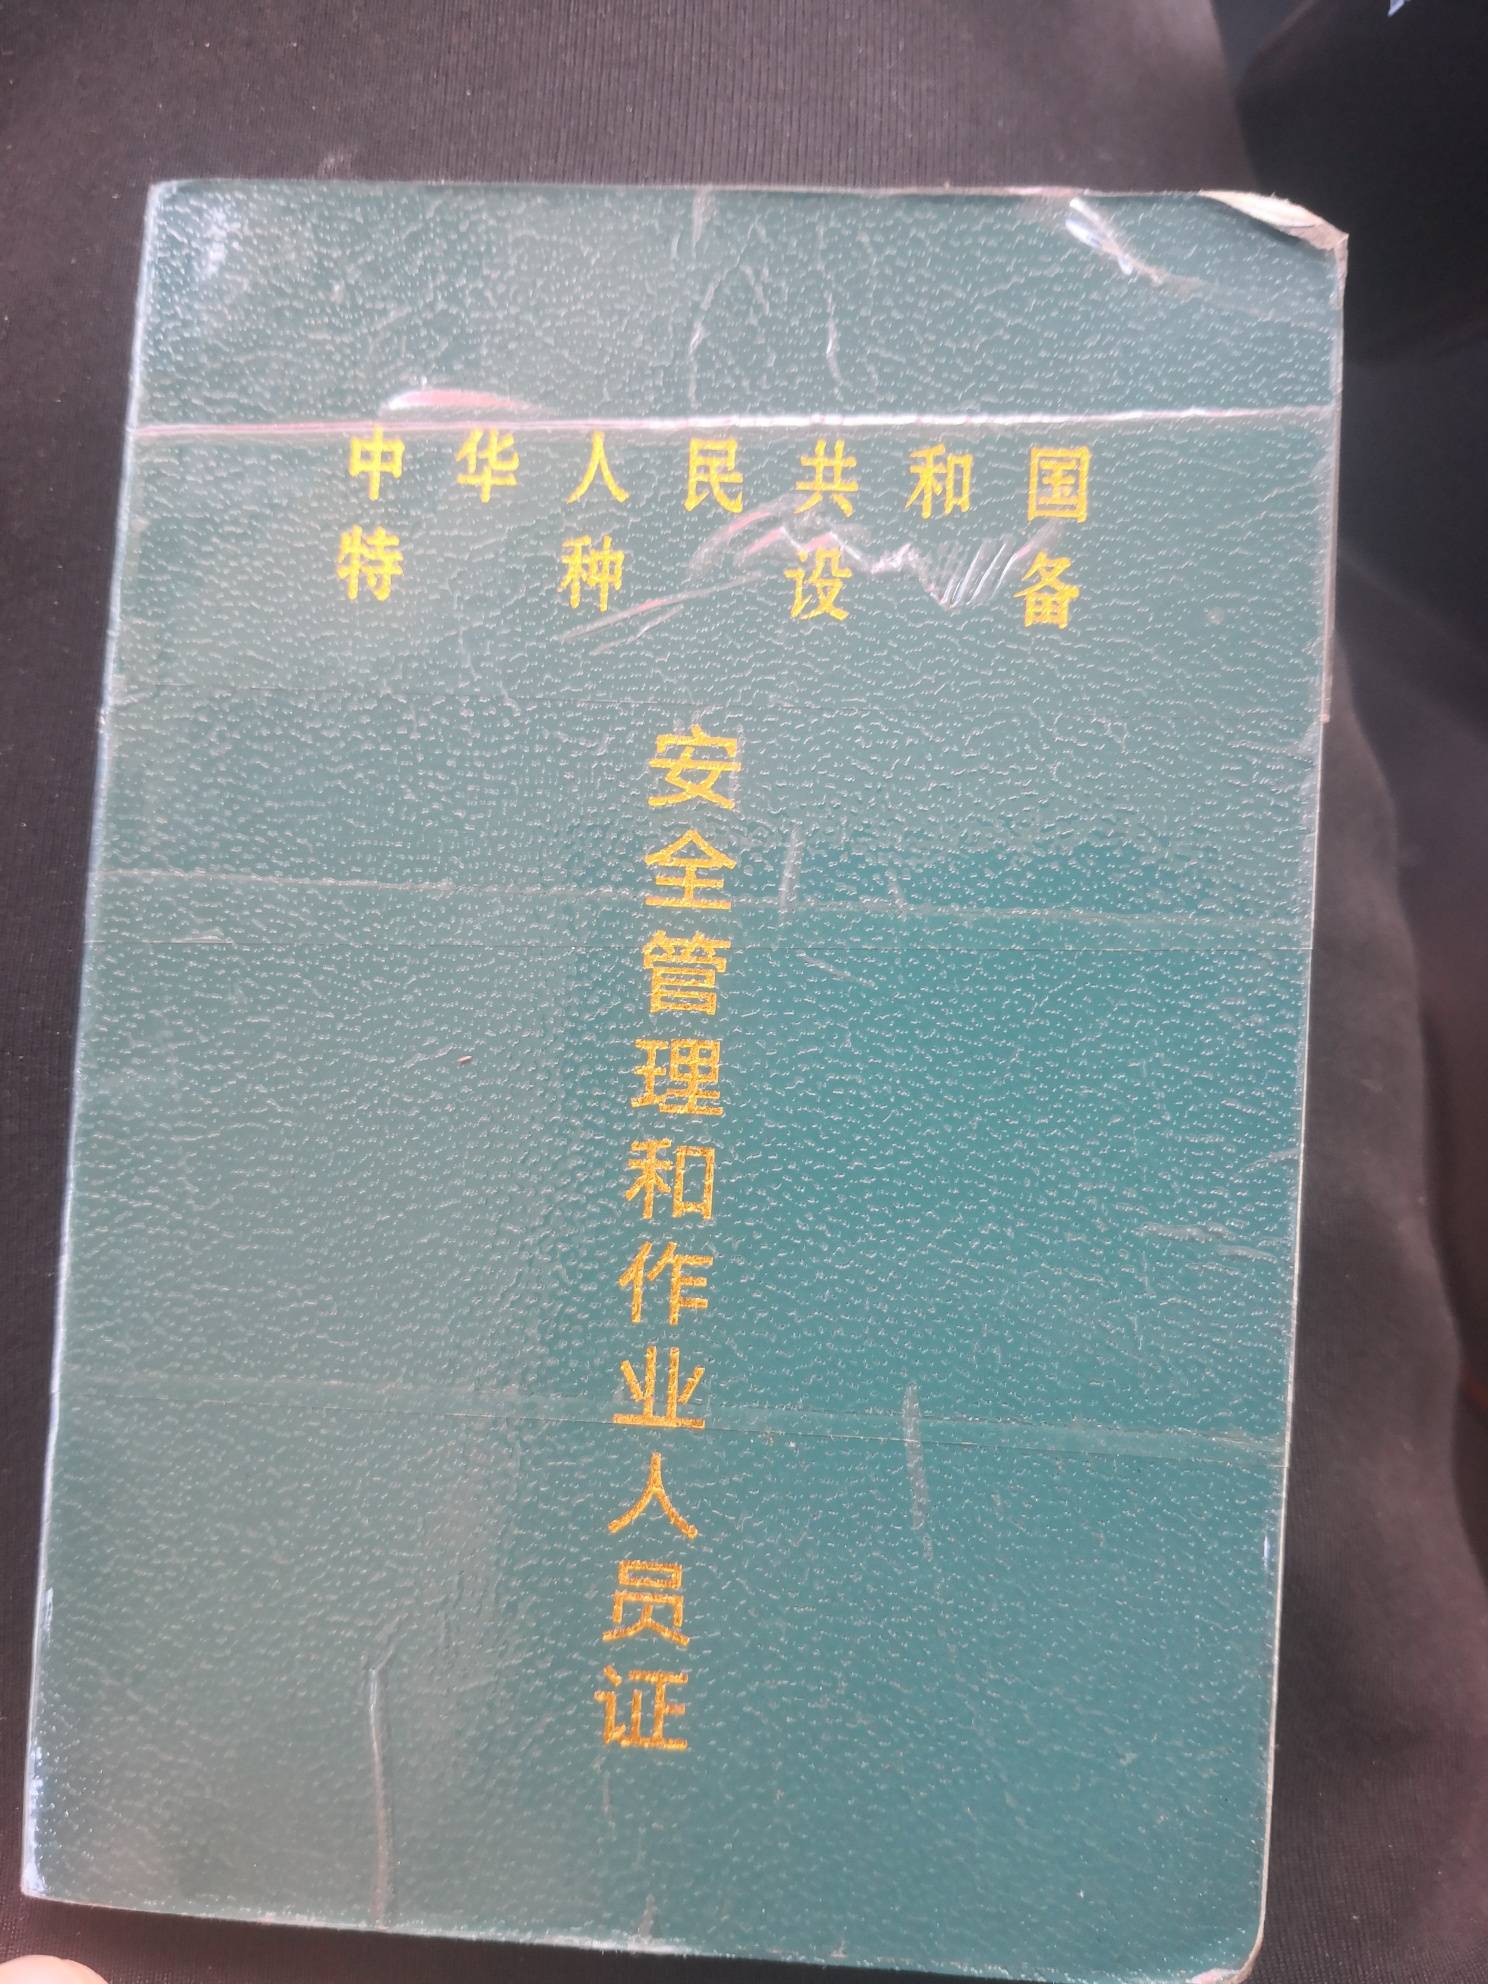 中华人民共和国
特种设备
安全管理和作业人员证